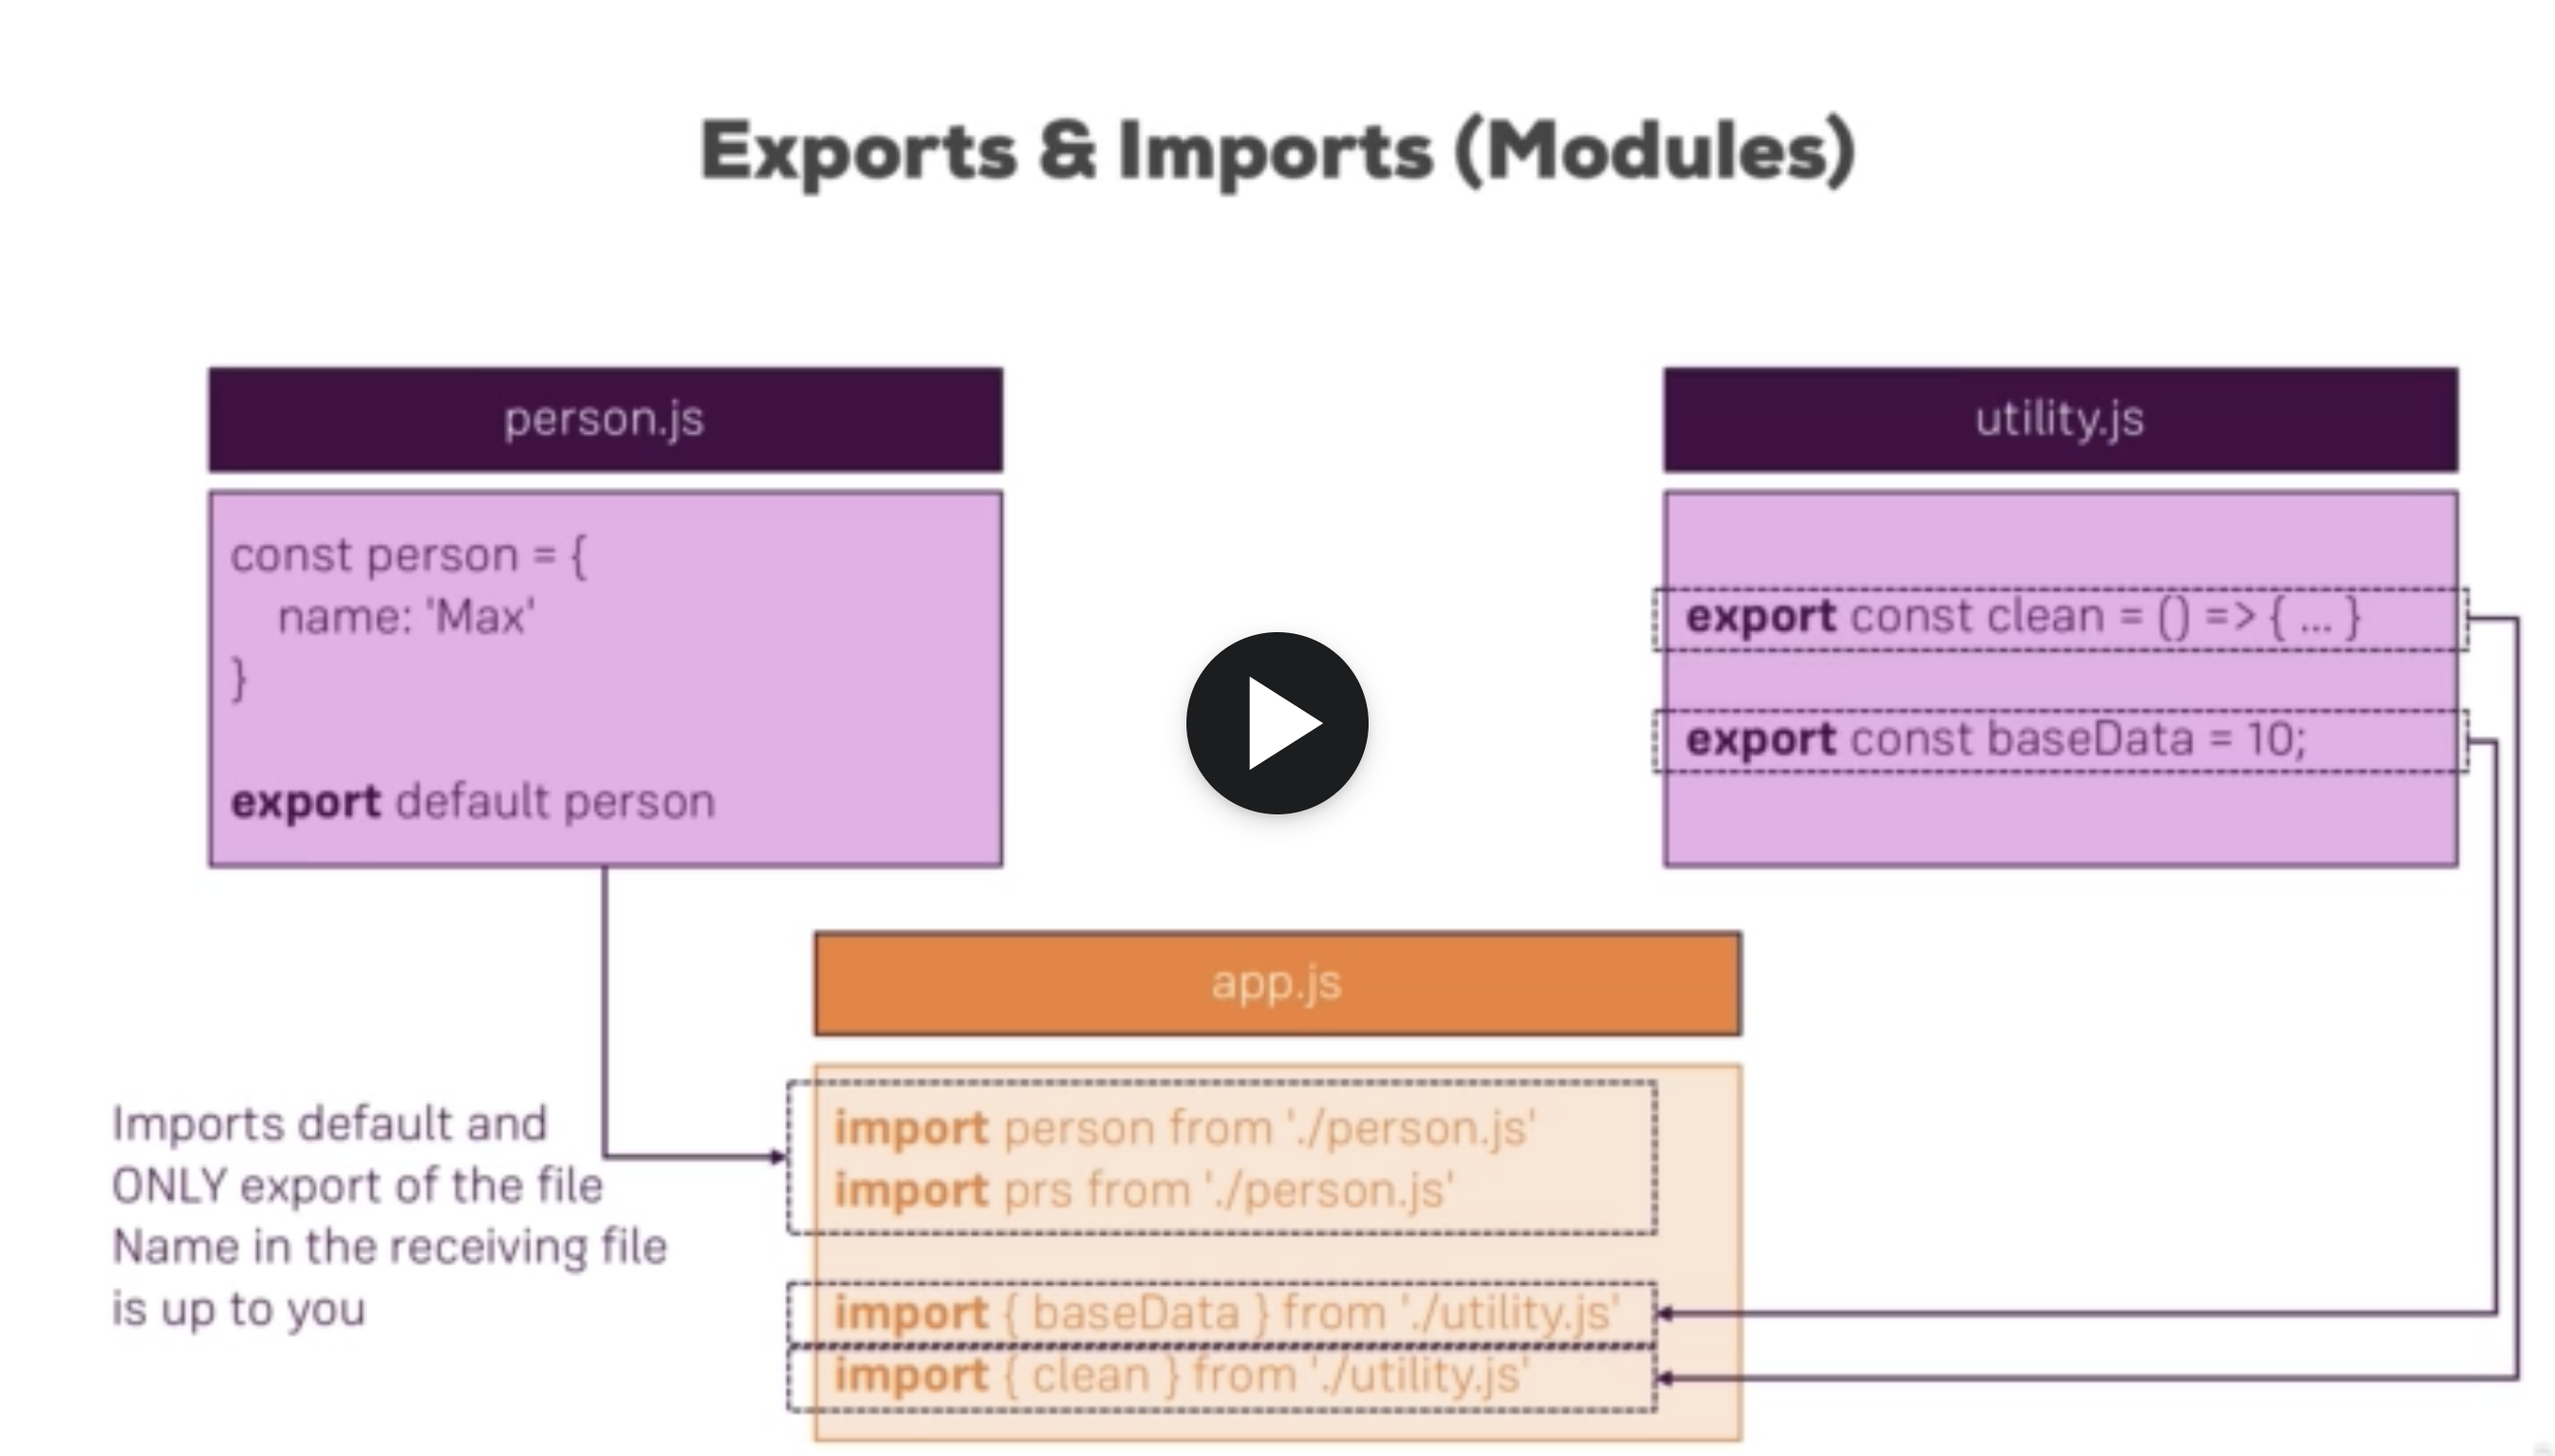 Exports & Imports (Modules)
person.js
const person = {
name: 'Max'
}
export default person
utility.js
export const clean = () => { ... }
export const baseData = 10;
app.js
import person from './person.js'
import prs from './person.js'
import { baseData } from './utility.js'
import { clean } from './utility.js'
Imports default and
ONLY export of the file
Name in the receiving file
is up to you